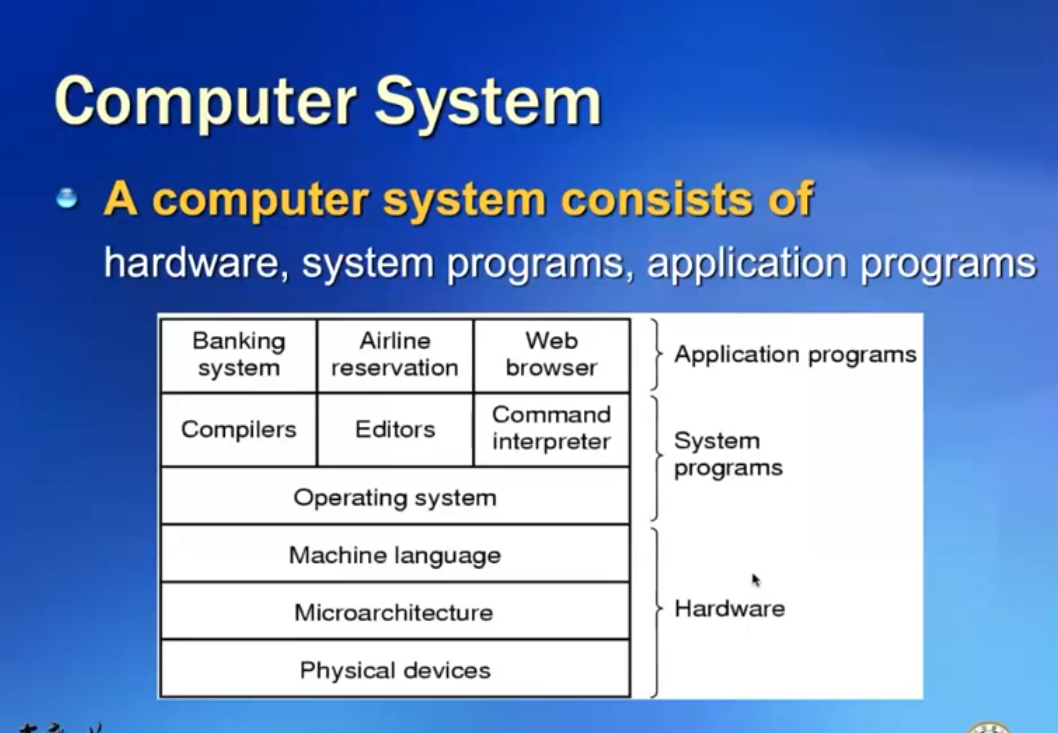 Computer System
A computer system consists of
hardware, system programs, application programs
Banking
system
Airline
reservation
Web
browser
Application programs
Compilers
Editors
Command
interpreter
System
programs
Operating system
Machine language
Microarchitecture
Hardware
Physical devices